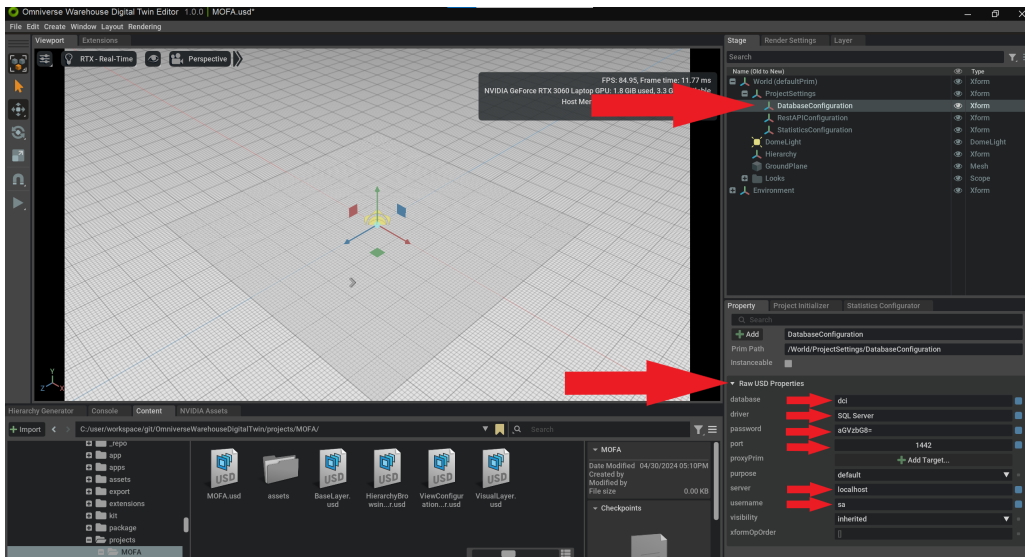 Omniverse Warehouse Digital Twin Editor 1.0.0 | MOFA.usd*
File Edit Create Window Layout Rendering
Viewport Extensions
RTX - Real-Time Perspective
FPS: 84.95, Frame time: 11.77 ms
NVIDIA GeForce RTX 3060 Laptop GPU: 1.8 GiB used, 3.3 G
Host Mem
Stage Render Settings Layer
Search
Name (Old to New) Type
World (defaultPrim) Xform
ProjectSettings Xform
DatabaseConfiguration Xform
RestAPIConfiguration Xform
StatisticsConfiguration Xform
DomeLight DomeLight
Hierarchy Xform
GroundPlane Mesh
Looks Scope
Environment Xform
Y
Z X
Property Project Initializer Statistics Configurator
Search
Add DatabaseConfiguration
Prim Path /World/ProjectSettings/DatabaseConfiguration
Instanceable
Raw USD Properties
database dci
driver SQL Server
password aGVzbG8=
port 1442
proxyPrim Add Target...
purpose default
server localhost
username sa
visibility inherited
xformOpOrder []
Hierarchy Generator Console Content NVIDIA Assets
Import C:/user/workspace/git/OmniverseWarehouseDigitalTwin/projects/MOFA/ Search
_repo
app
apps
assets
export
extensions
kit
package
projects
MOFA
USD USD USD USD USD
MOFA.usd assets BaseLayer.usd HierarchyBrowsin...r.usd ViewConfiguration...r.usd VisualLayer.usd
MOFA
Date Modified 04/30/2024 05:10PM
Created by
Modified by
File size 0.00 KB
Checkpoints